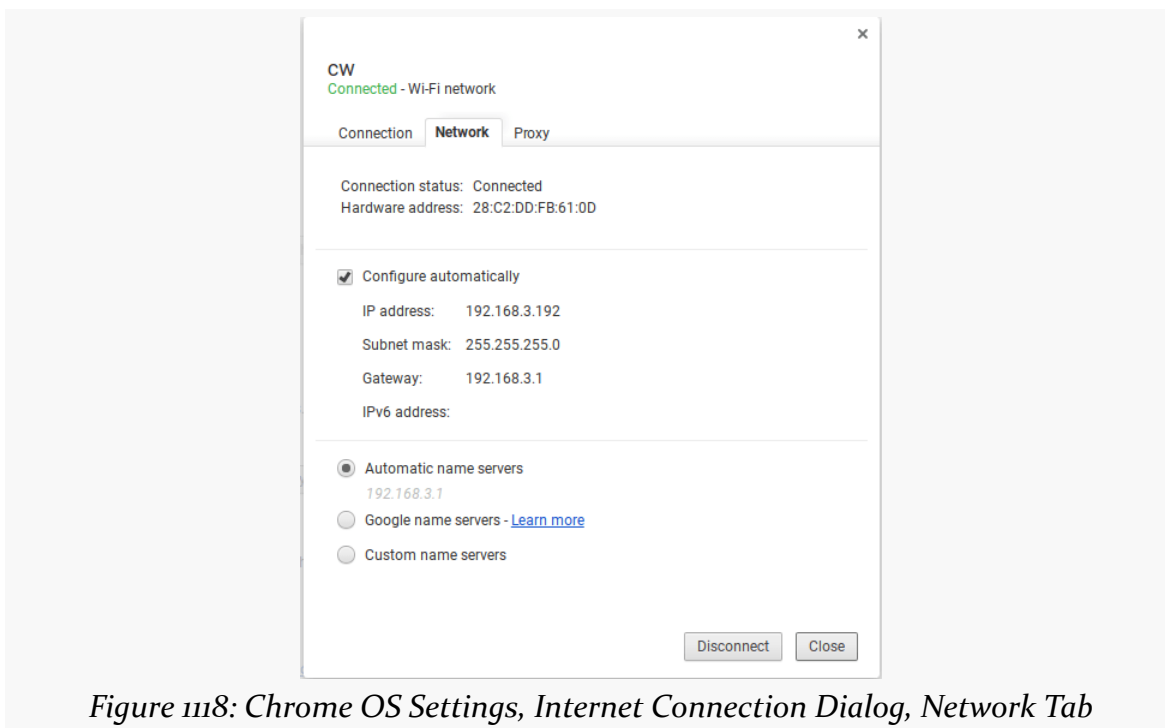 ×
CW
Connected - Wi-Fi network
Connection Network Proxy
Connection status: Connected
Hardware address: 28:C2:DD:FB:61:0D
Configure automatically
IP address: 192.168.3.192
Subnet mask: 255.255.255.0
Gateway: 192.168.3.1
IPv6 address:
Automatic name servers
192.168.3.1
Google name servers - Learn more
Custom name servers
Disconnect Close
Figure 1118: Chrome OS Settings, Internet Connection Dialog, Network Tab